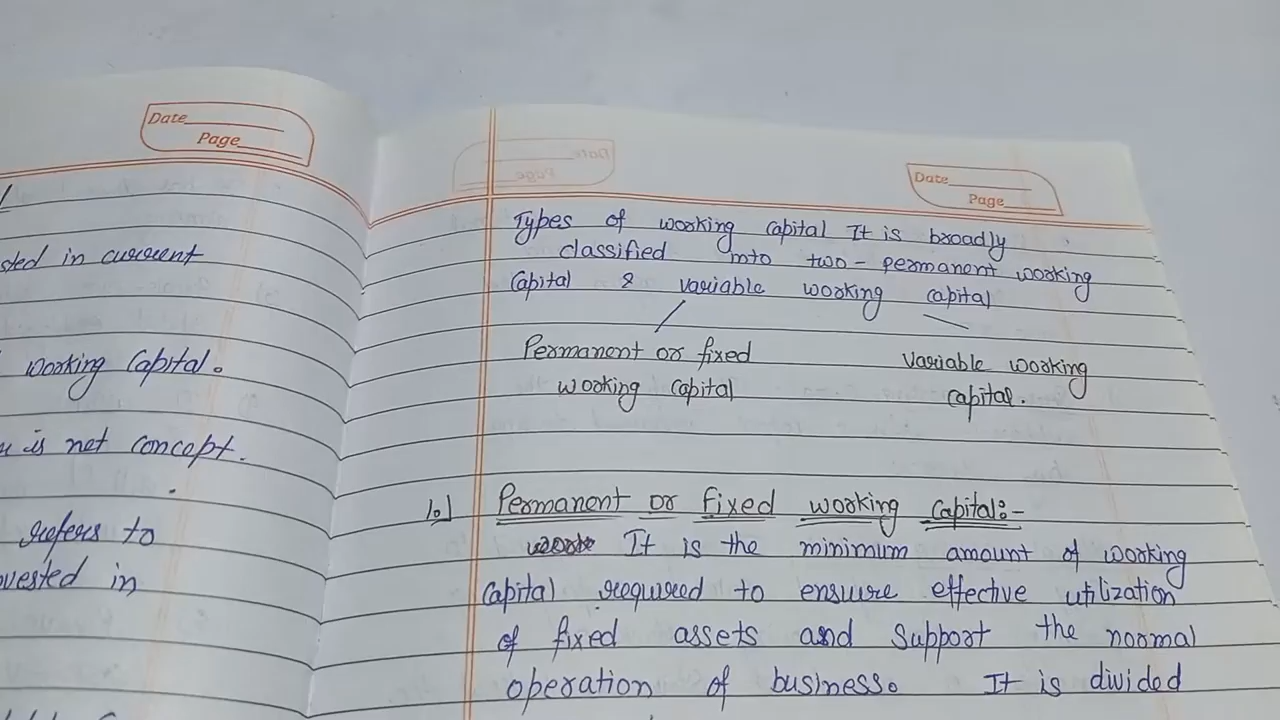 Date
Page
sted in current
working Capital.
is net concept.
refers to
vested in
Date
Page
Types of working capital It is broadly
classified into two - permanent working
Capital & variable working capital
Permanent or fixed
working capital
variable working
capital.
1.] Permanent or fixed working capital:-
It is the minimum amount of working
capital required to ensure effective utilization
of fixed assets and support the normal
operation of business. It is divided